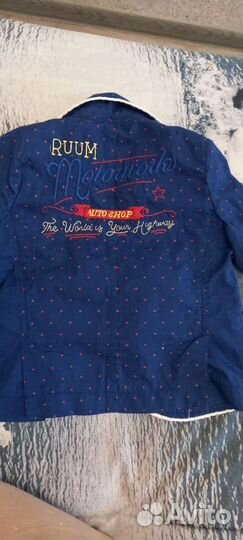 RUUM
Motorworks
AUTO SHOP
The World is Your Highway
Avito